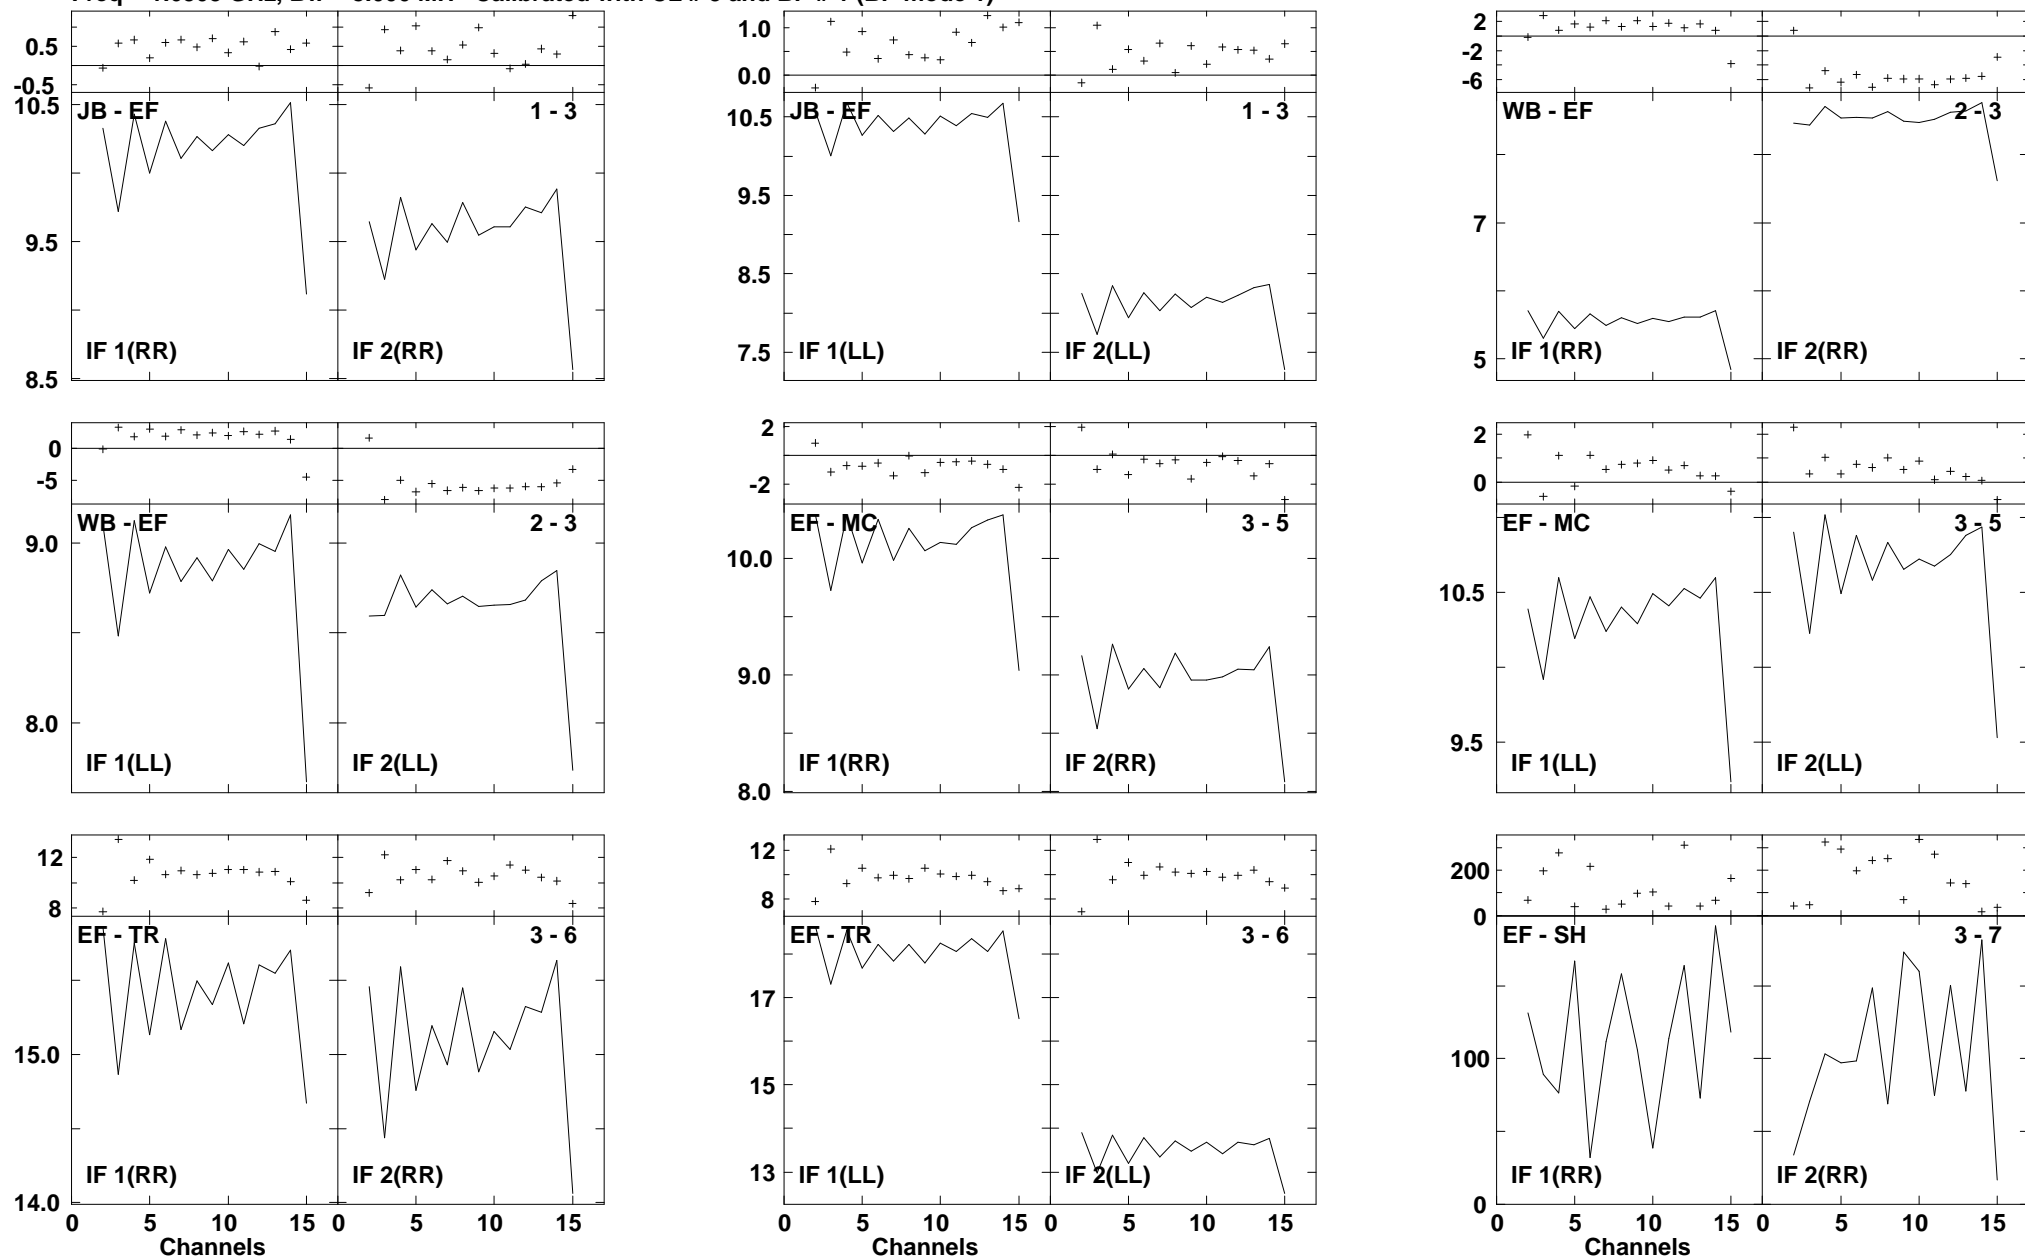 0.5
-0.5
10.5
9.5
8.5
JB - EF
1 - 3
IF 1(RR)
IF 2(RR)
1.0
0.0
10.5
9.5
8.5
7.5
JB - EF
1 - 3
IF 1(LL)
IF 2(LL)
2
-2
-6
7
5
WB - EF
2 - 3
IF 1(RR)
IF 2(RR)
0
-5
9.0
8.0
WB - EF
2 - 3
IF 1(LL)
IF 2(LL)
2
-2
10.0
9.0
8.0
EF - MC
3 - 5
IF 1(RR)
IF 2(RR)
2
0
10.5
9.5
EF - MC
3 - 5
IF 1(LL)
IF 2(LL)
12
8
15.0
14.0
EF - TR
3 - 6
IF 1(RR)
IF 2(RR)
0 5 10 15 0 5 10 15
Channels
12
8
17
15
13
EF - TR
3 - 6
IF 1(LL)
IF 2(LL)
0 5 10 15 0 5 10 15
Channels
200
0
100
0
EF - SH
3 - 7
IF 1(RR)
IF 2(RR)
0 5 10 15 0 5 10 15
Channels